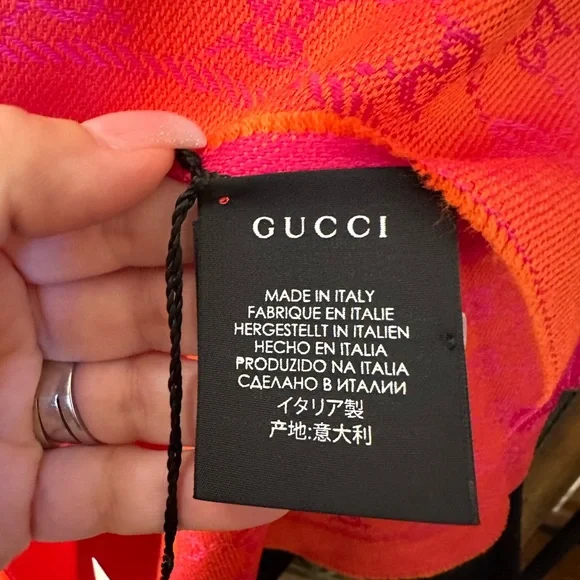 GUCCI
MADE IN ITALY
FABRIQUE EN ITALIE
HERGESTELLT IN ITALIEN
HECHO EN ITALIA
PRODUZIDO NA ITALIA
СДЕЛАНО В ИТАЛИИ
イタリア製
产地:意大利